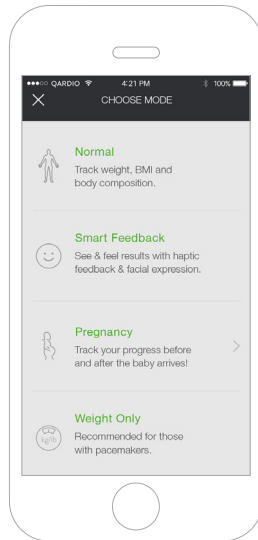 QARDIO 4:21 PM 100%
CHOOSE MODE
Normal
Track weight, BMI and
body composition.
Smart Feedback
See & feel results with haptic
feedback & facial expression.
Pregnancy
Track your progress before
and after the baby arrives!
Weight Only
kg/lb
Recommended for those
with pacemakers.